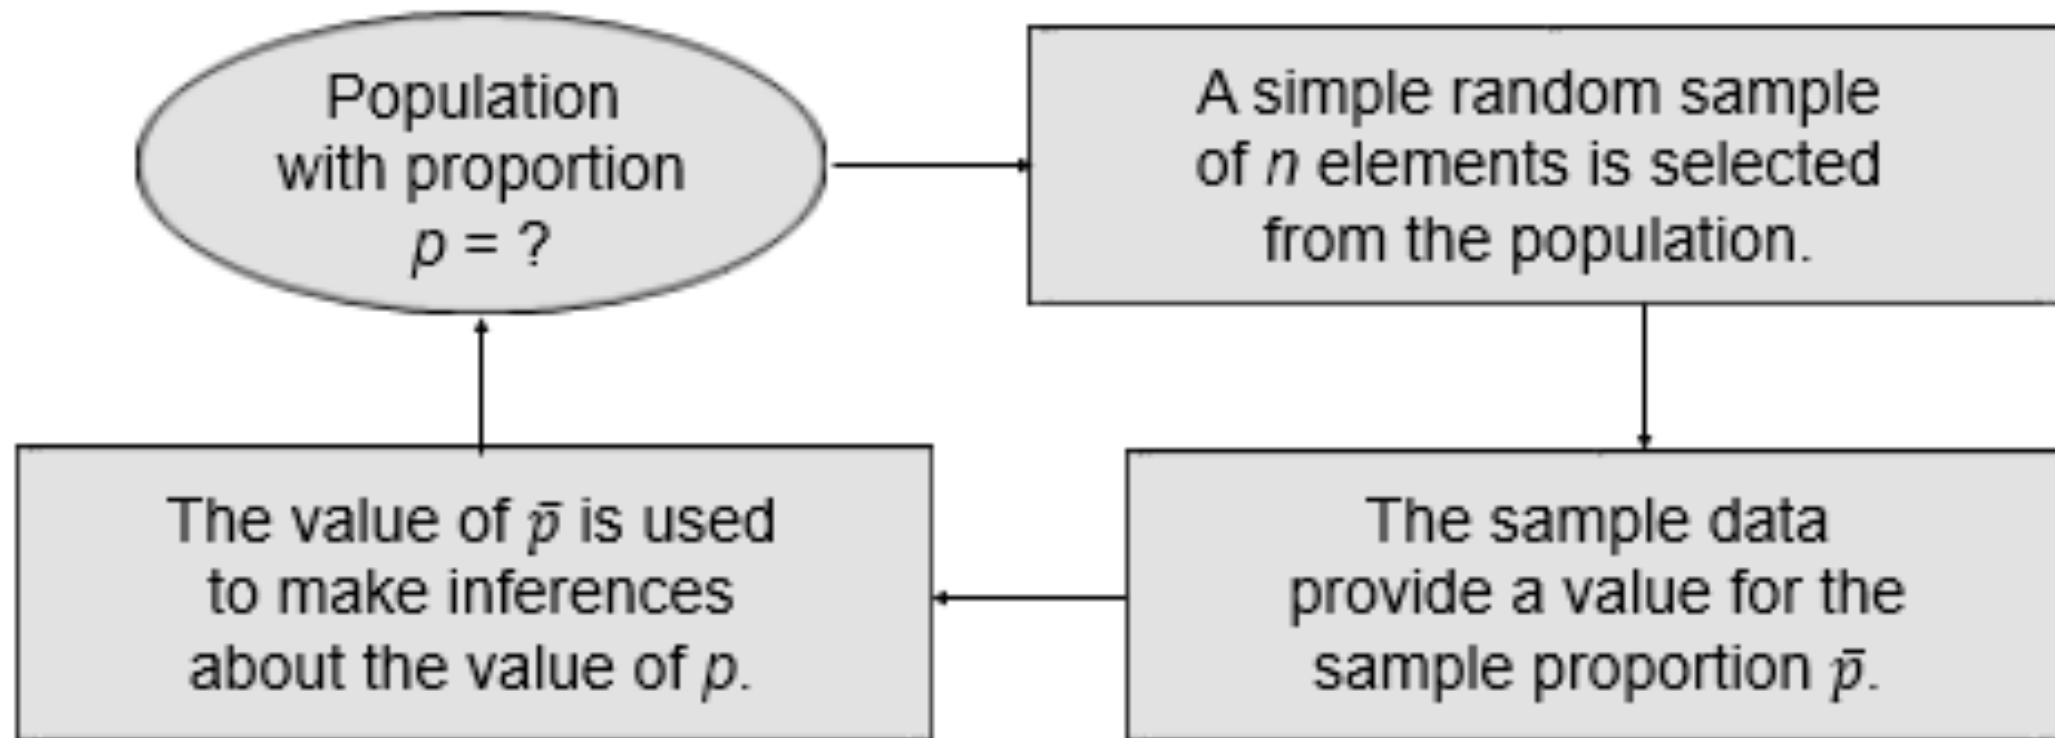 Population
with proportion
p = ?
A simple random sample
of n elements is selected
from the population.
The sample data
provide a value for the
sample proportion p̄.
The value of p̄ is used
to make inferences
about the value of p.